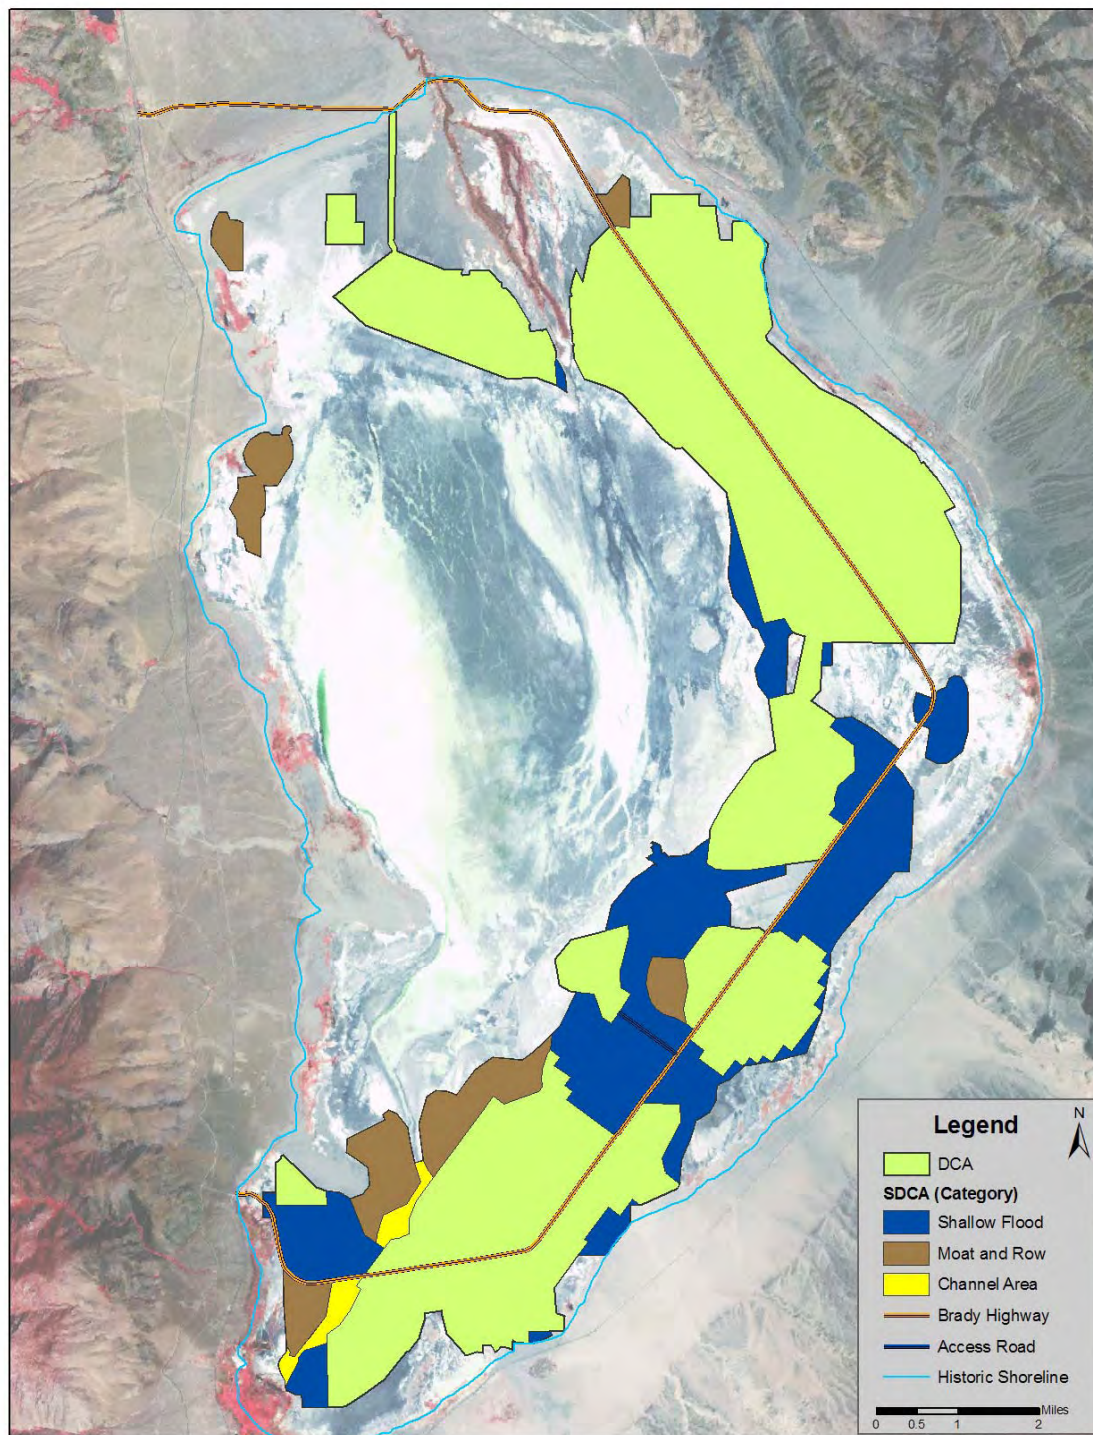 Legend
N
DCA
SDCA (Category)
Shallow Flood
Moat and Row
Channel Area
Brady Highway
Access Road
Historic Shoreline
Miles
0 0.5 1 2